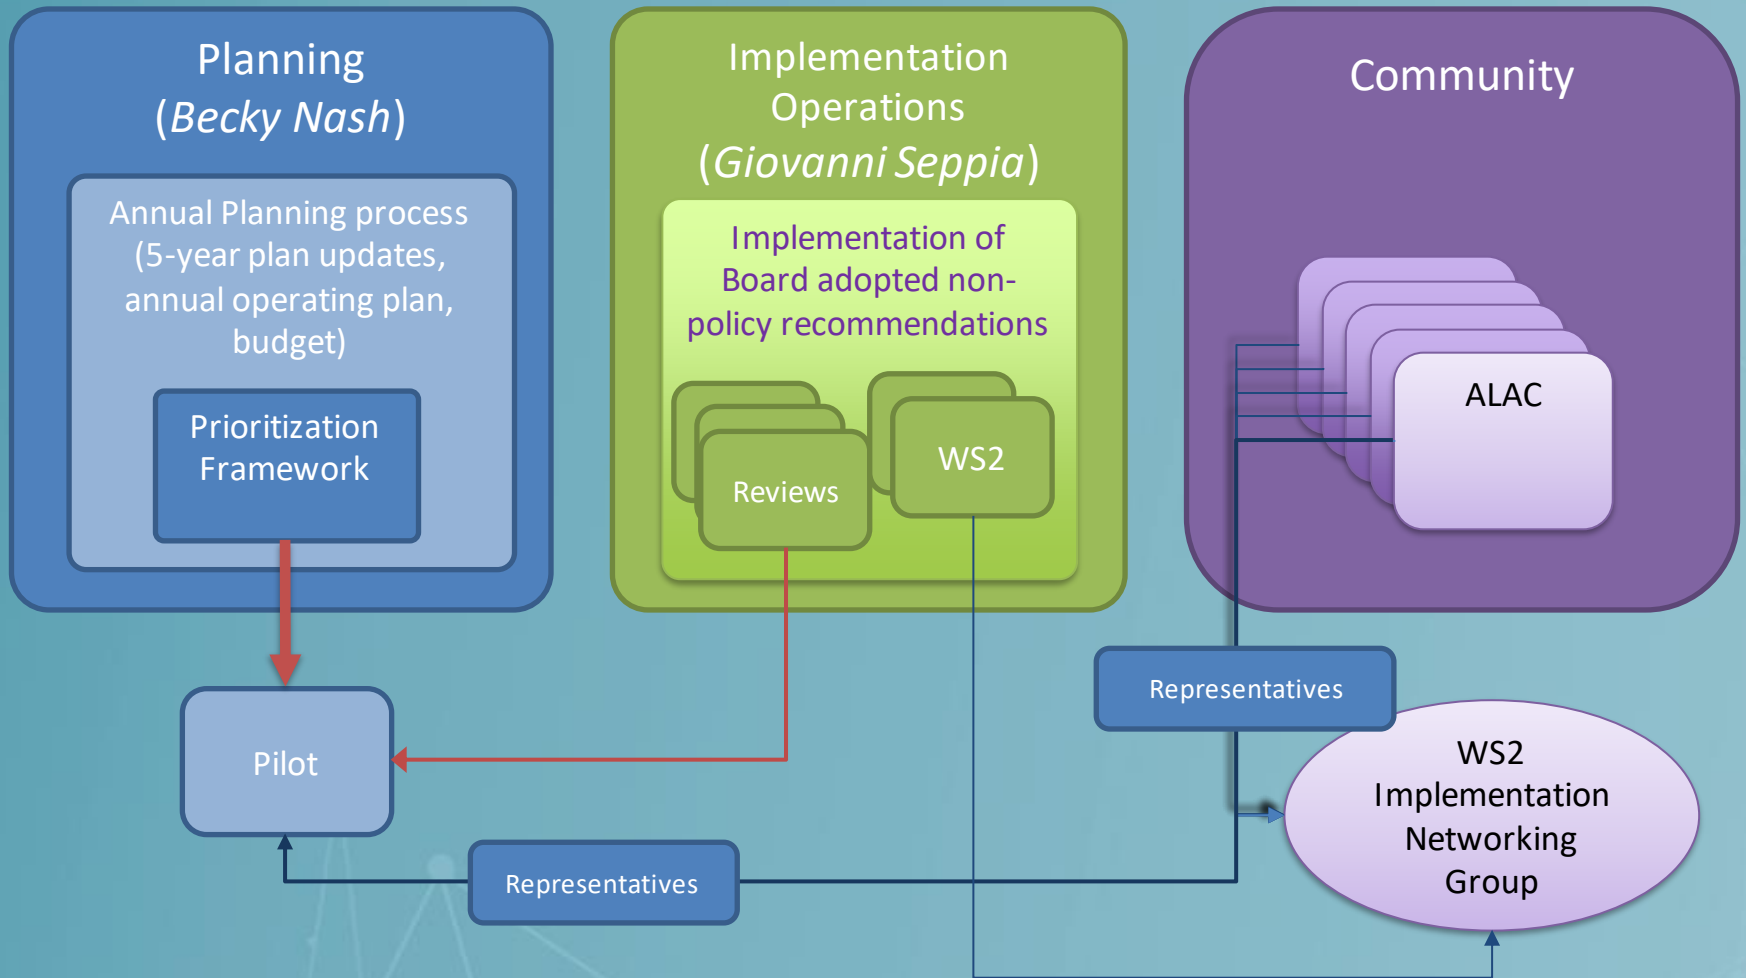 Planning
(Becky Nash)
Annual Planning process
(5-year plan updates,
annual operating plan,
budget)
Prioritization
Framework
Pilot
Implementation
Operations
(Giovanni Seppia)
Implementation of
Board adopted non-
policy recommendations
Reviews
WS2
Community
ALAC
Representatives
Representatives
WS2
Implementation
Networking
Group